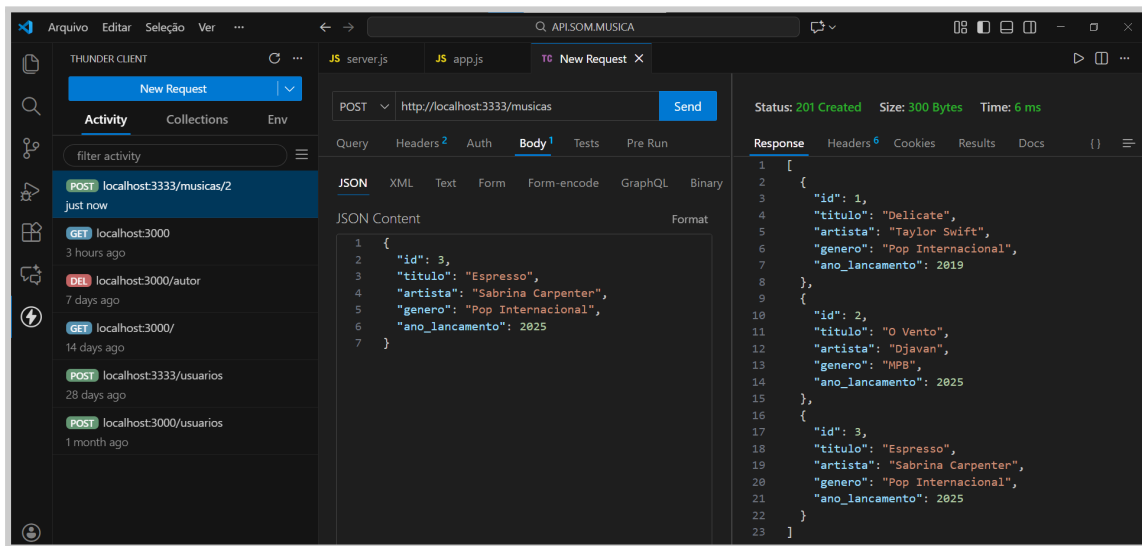 Arquivo Editar Seleção Ver ··· API.SOM.MUSICA
THUNDER CLIENT
New Request
Activity Collections Env
filter activity
POST localhost:3333/musicas/2
just now
GET localhost:3000
3 hours ago
DEL localhost:3000/autor
7 days ago
GET localhost:3000/
14 days ago
POST localhost:3333/usuarios
28 days ago
POST localhost:3000/usuarios
1 month ago
JS server.js JS app.js TC New Request
POST http://localhost:3333/musicas Send
Query Headers 2 Auth Body 1 Tests Pre Run
JSON XML Text Form Form-encode GraphQL Binary
JSON Content Format
1 {
2 "id": 3,
3 "titulo": "Espresso",
4 "artista": "Sabrina Carpenter",
5 "genero": "Pop Internacional",
6 "ano_lancamento": 2025
7 }
Status: 201 Created Size: 300 Bytes Time: 6 ms
Response Headers 6 Cookies Results Docs {}
1 [
2 {
3 "id": 1,
4 "titulo": "Delicate",
5 "artista": "Taylor Swift",
6 "genero": "Pop Internacional",
7 "ano_lancamento": 2019
8 },
9 {
10 "id": 2,
11 "titulo": "O Vento",
12 "artista": "Djavan",
13 "genero": "MPB",
14 "ano_lancamento": 2025
15 },
16 {
17 "id": 3,
18 "titulo": "Espresso",
19 "artista": "Sabrina Carpenter",
20 "genero": "Pop Internacional",
21 "ano_lancamento": 2025
22 }
23 ]